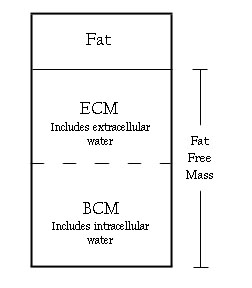 Fat
ECM
Includes extracellular
water
Fat
Free
Mass
BCM
Includes intracellular
water